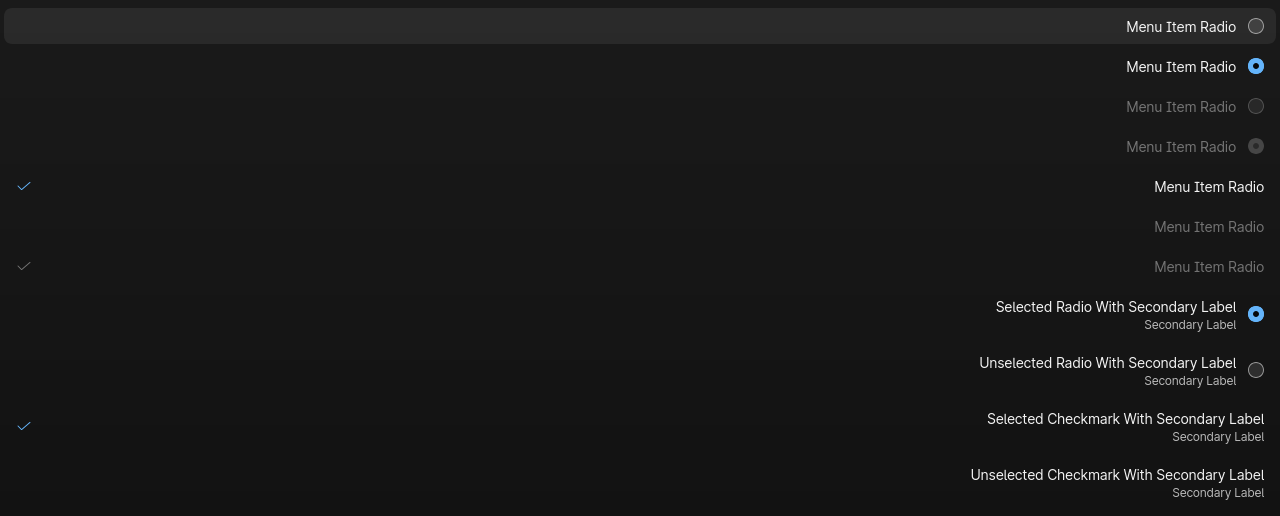 Menu Item Radio
Menu Item Radio
Menu Item Radio
Menu Item Radio
Menu Item Radio
Menu Item Radio
Menu Item Radio
Selected Radio With Secondary Label
Secondary Label
Unselected Radio With Secondary Label
Secondary Label
Selected Checkmark With Secondary Label
Secondary Label
Unselected Checkmark With Secondary Label
Secondary Label